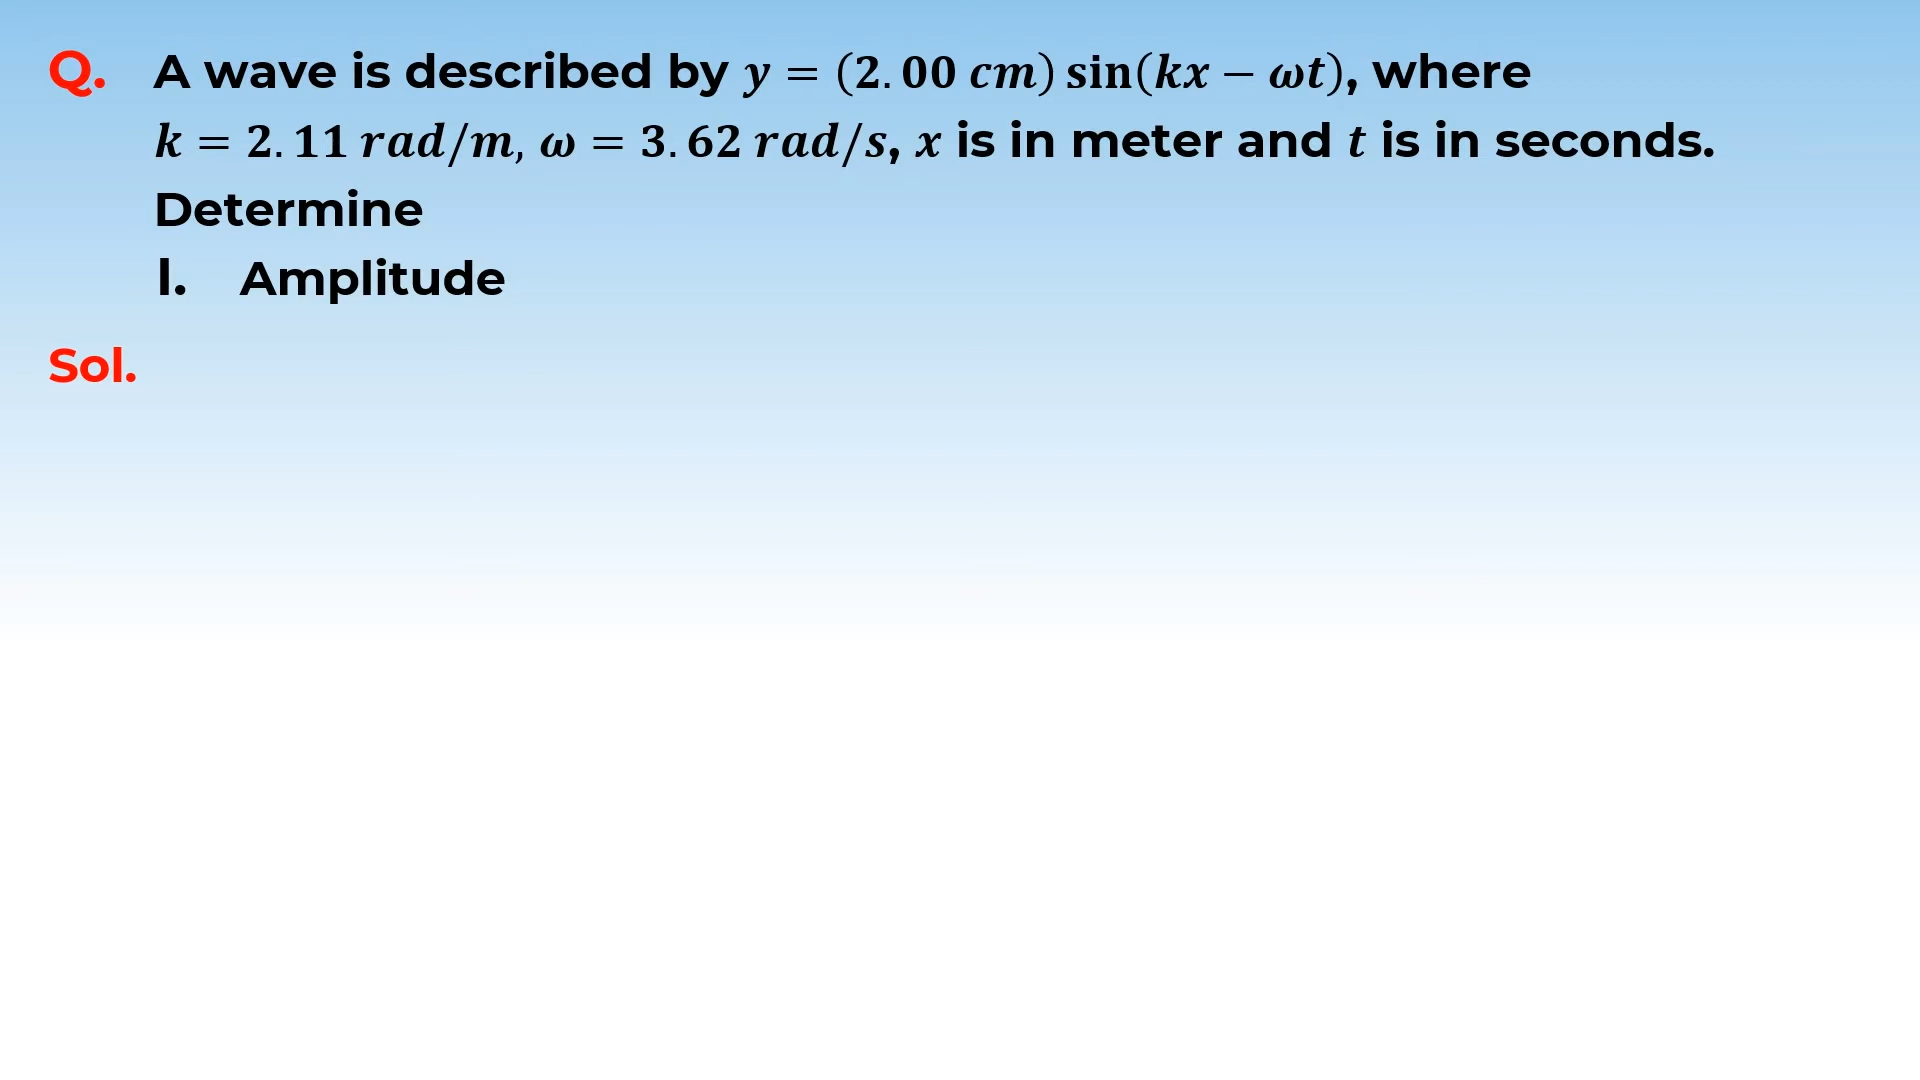 Q. A wave is described by y = (2.00 cm) sin(kx − ωt), where
k = 2.11 rad/m, ω = 3.62 rad/s, x is in meter and t is in seconds.
Determine
I. Amplitude
Sol.